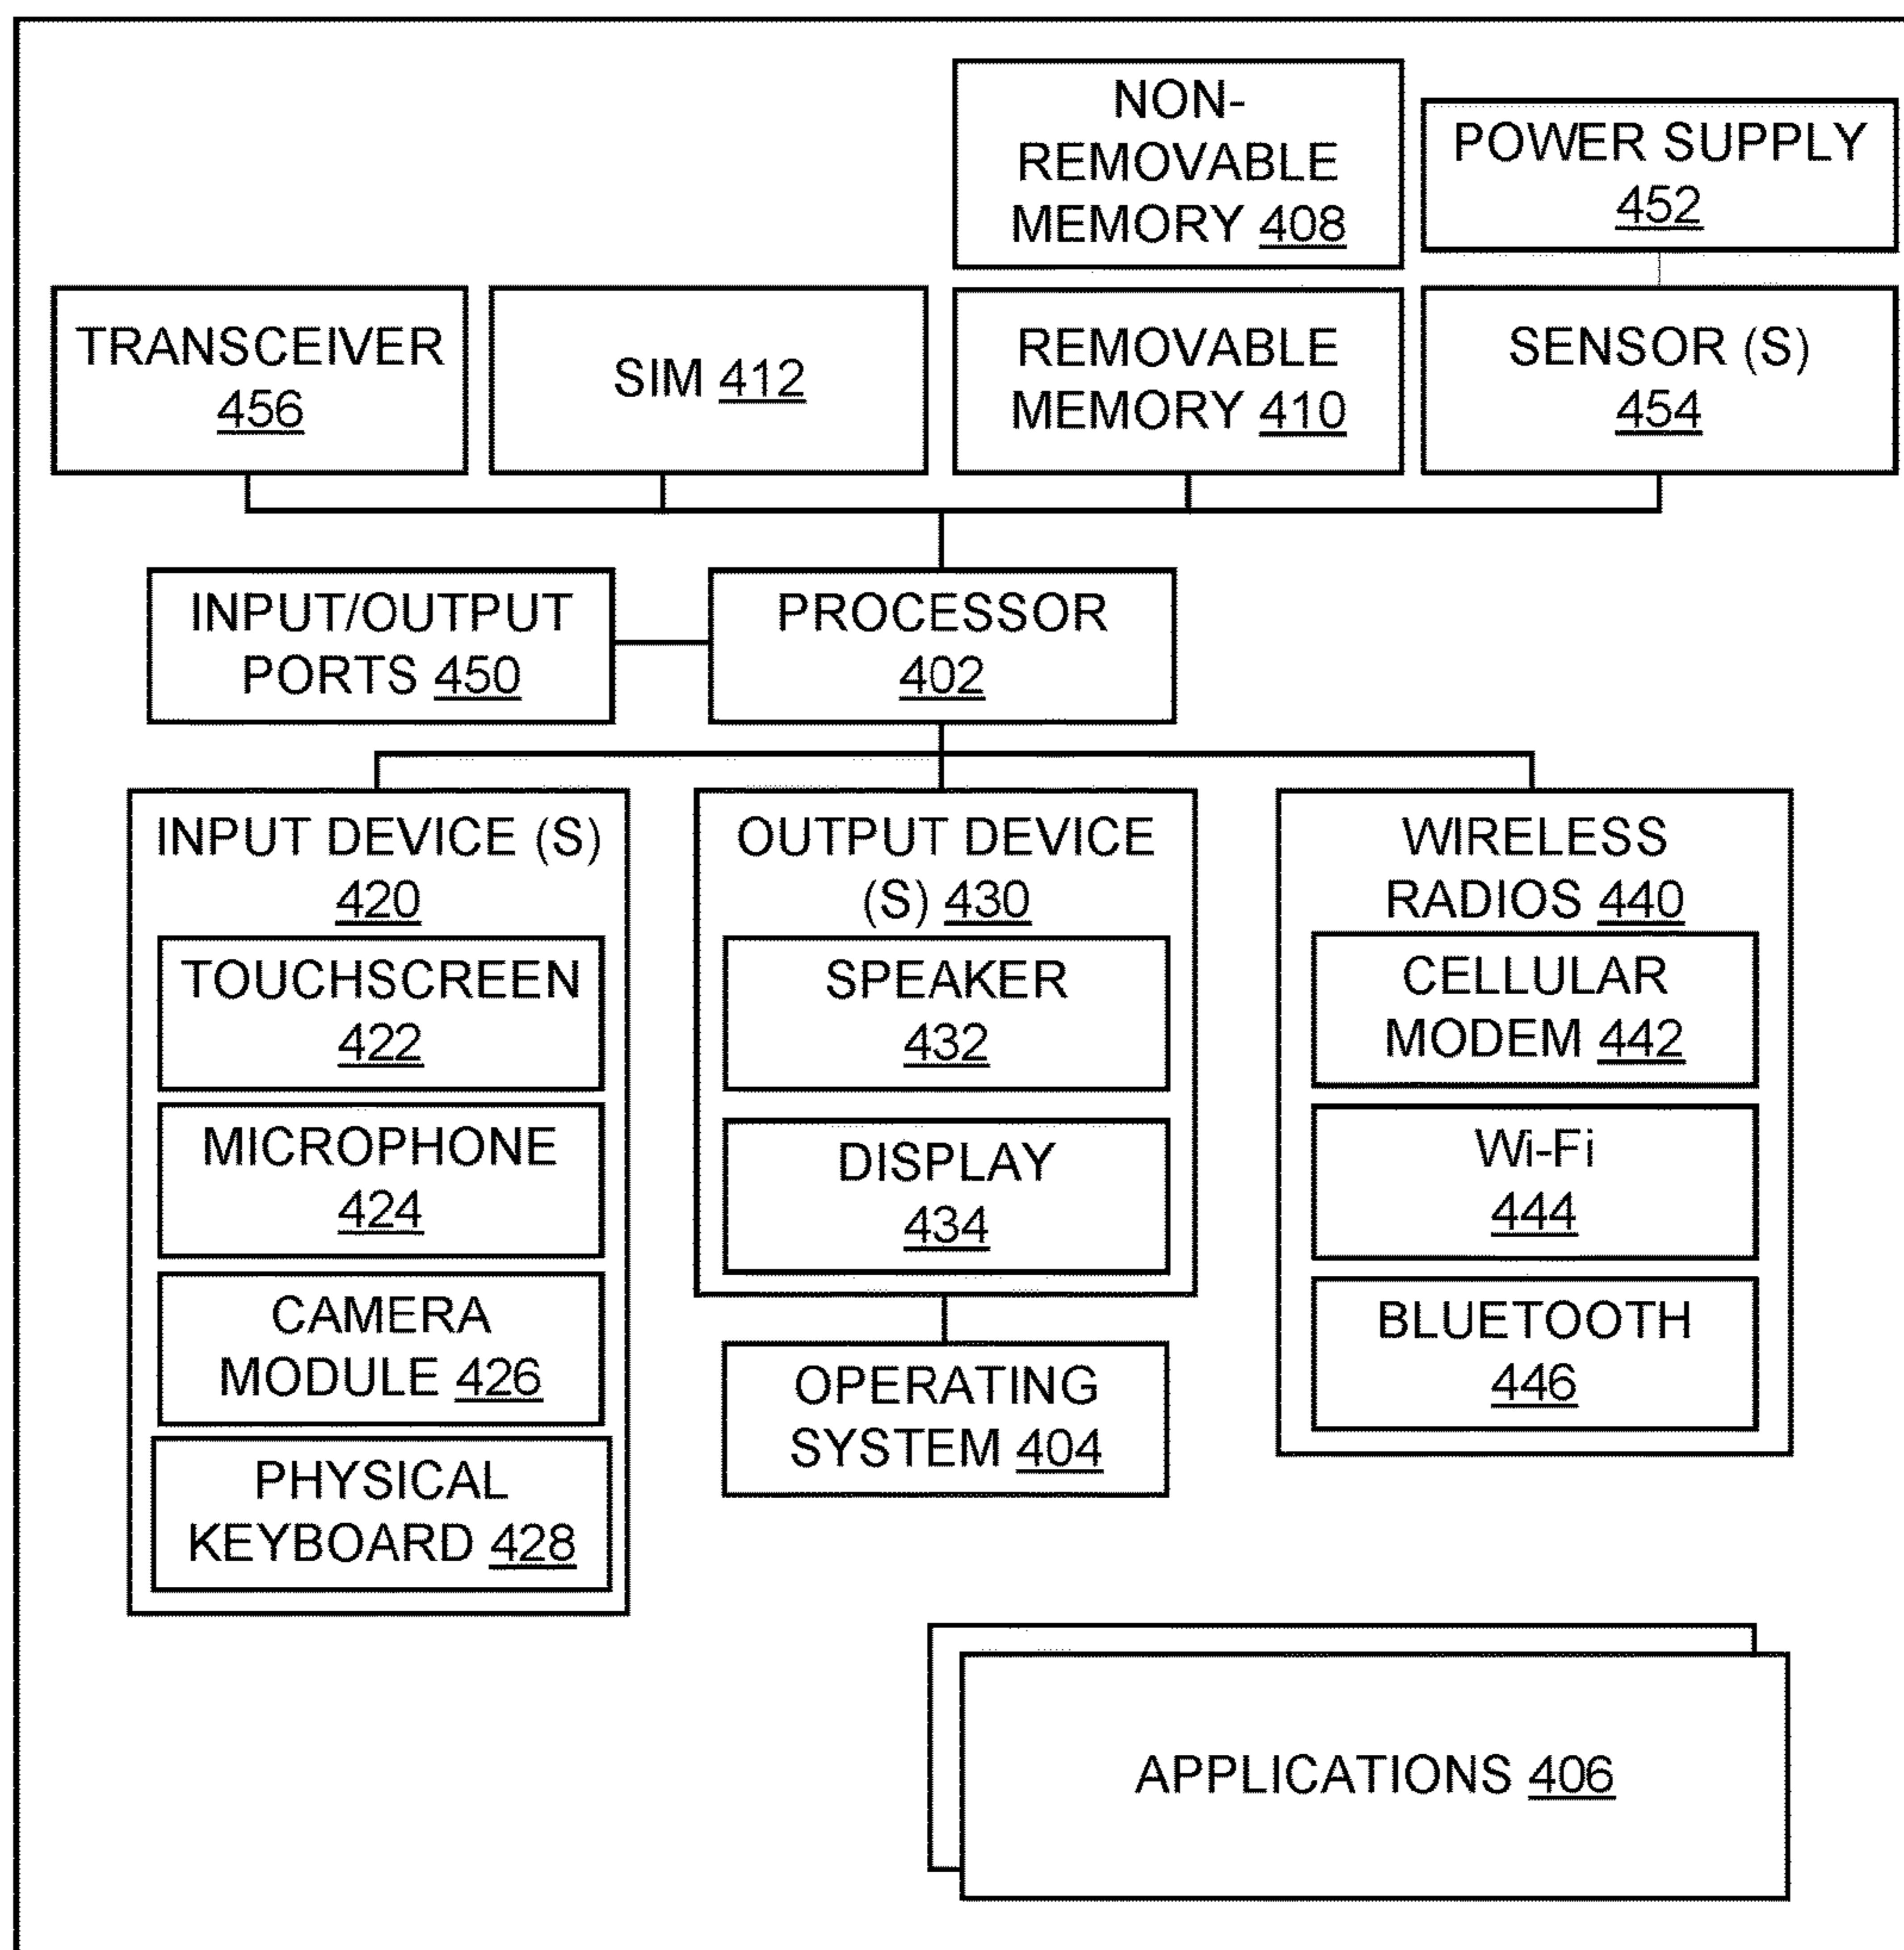 NON-
REMOVABLE
MEMORY 408
POWER SUPPLY
452
TRANSCEIVER
456
SIM 412
REMOVABLE
MEMORY 410
SENSOR (S)
454
INPUT/OUTPUT
PORTS 450
PROCESSOR
402
INPUT DEVICE (S)
420
TOUCHSCREEN
422
MICROPHONE
424
CAMERA
MODULE 426
PHYSICAL
KEYBOARD 428
OUTPUT DEVICE
(S) 430
SPEAKER
432
DISPLAY
434
OPERATING
SYSTEM 404
WIRELESS
RADIOS 440
CELLULAR
MODEM 442
Wi-Fi
444
BLUETOOTH
446
APPLICATIONS 406